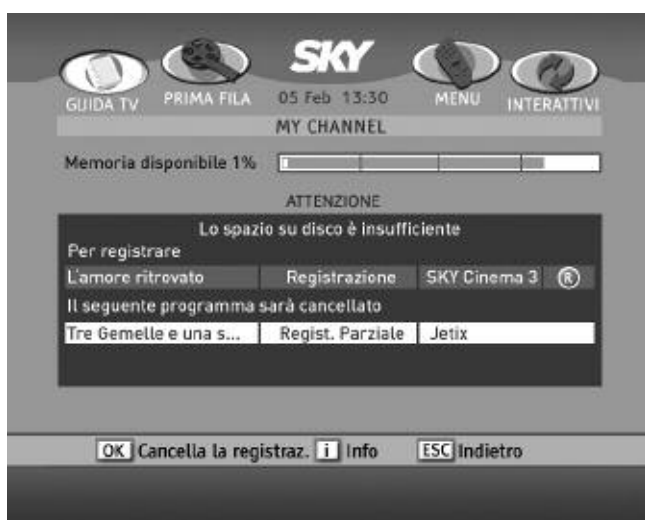 SKY
GUIDA TV PRIMA FILA 05 Feb 13:30 MENU INTERATTIVI
MY CHANNEL
Memoria disponibile 1%
ATTENZIONE
Lo spazio su disco è insufficiente
Per registrare
L'amore ritrovato Registrazione SKY Cinema 3 ®
Il seguente programma sarà cancellato
Tre Gemelle e una s... Regist. Parziale Jetix
OK Cancella la registraz. i Info ESC Indietro